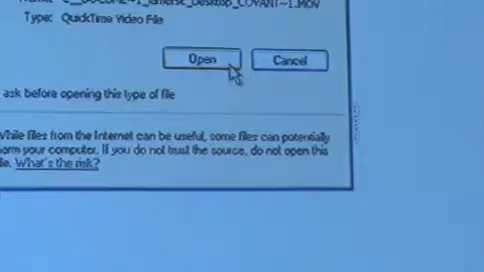 Type: QuickTime Video File
Open
Cancel
ask before opening this type of file
While files from the Internet can be useful, some files can potentially
harm your computer. If you do not trust the source, do not open this
What's the risk?